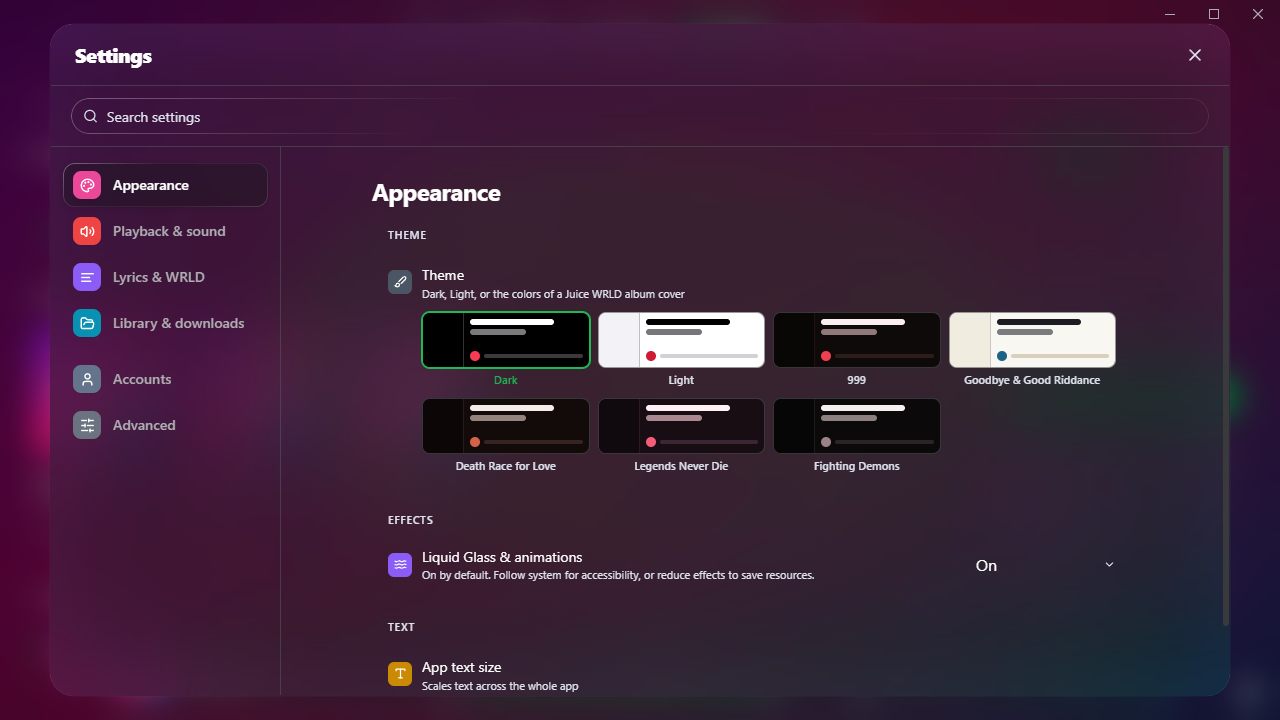 Settings
Search settings
Appearance
Playback & sound
Lyrics & WRLD
Library & downloads
Accounts
Advanced
Appearance
THEME
Theme
Dark, Light, or the colors of a Juice WRLD album cover
Dark
Light
999
Goodbye & Good Riddance
Death Race for Love
Legends Never Die
Fighting Demons
EFFECTS
Liquid Glass & animations
On by default. Follow system for accessibility, or reduce effects to save resources.
On
TEXT
App text size
Scales text across the whole app